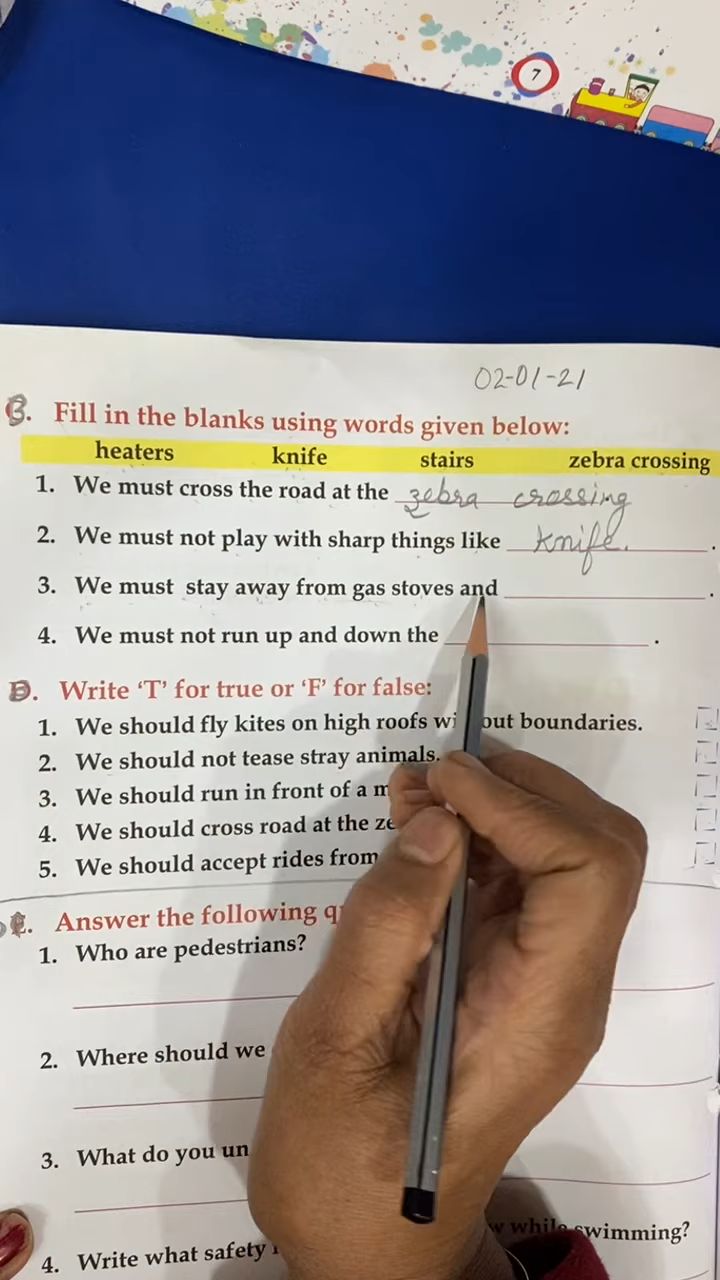 7
02-01-21
B. Fill in the blanks using words given below:
heaters knife stairs zebra crossing
1. We must cross the road at the zebra crossing
2. We must not play with sharp things like knife. .
3. We must stay away from gas stoves and .
4. We must not run up and down the .
D. Write ‘T’ for true or ‘F’ for false:
1. We should fly kites on high roofs wi out boundaries.
2. We should not tease stray animals.
3. We should run in front of a
4. We should cross road at the
5. We should accept rides from
Answer the following
1. Who are pedestrians?
2. Where should we
3. What do you
4. Write what safety while swimming?